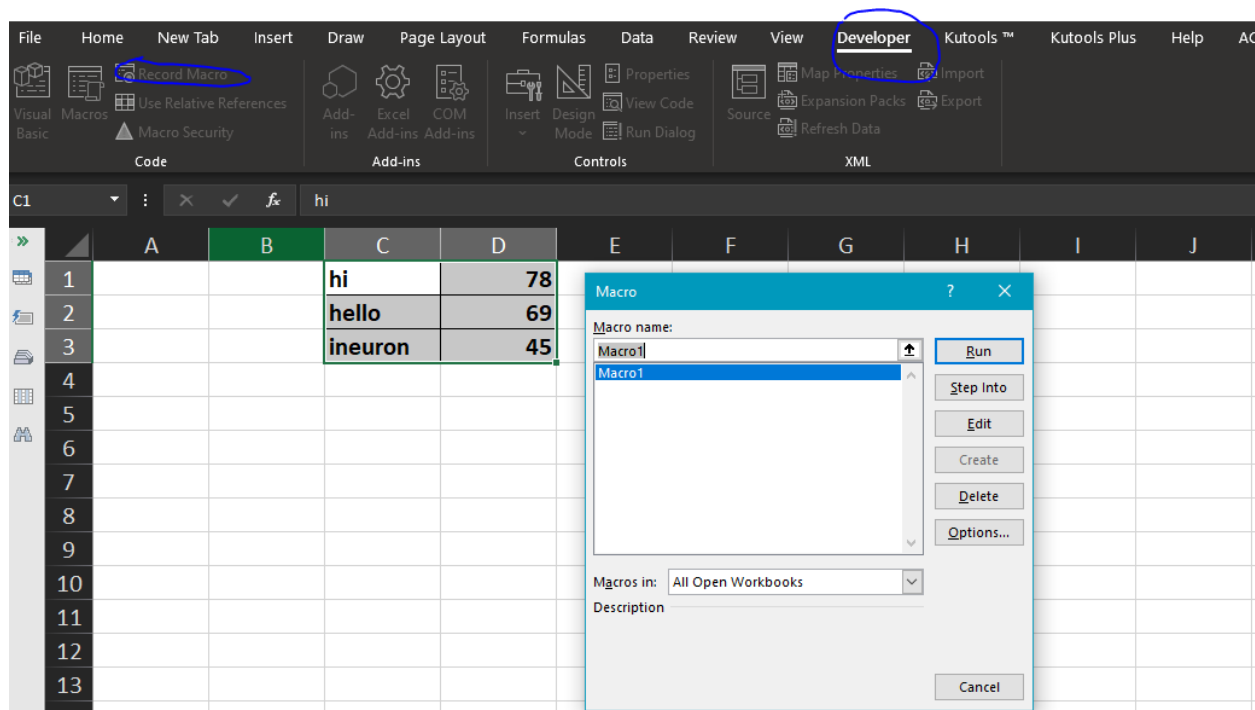 File Home New Tab Insert Draw Page Layout Formulas Data Review View Developer Kutools ™ Kutools Plus Help AC
Record Macro Properties Map Properties Import
Use Relative References View Code Expansion Packs Export
Visual Basic Macros Macro Security Add-ins Excel Add-ins COM Add-ins Insert Design Mode Run Dialog Source Refresh Data
Code Add-ins Controls XML
C1 fx hi
A B C D E F G H I J
1 hi 78
2 hello 69
3 ineuron 45
4
5
6
7
8
9
10
11
12
13
Macro ? X
Macro name:
Macro1 Run
Macro1
Step Into
Edit
Create
Delete
Options...
Macros in: All Open Workbooks
Description
Cancel